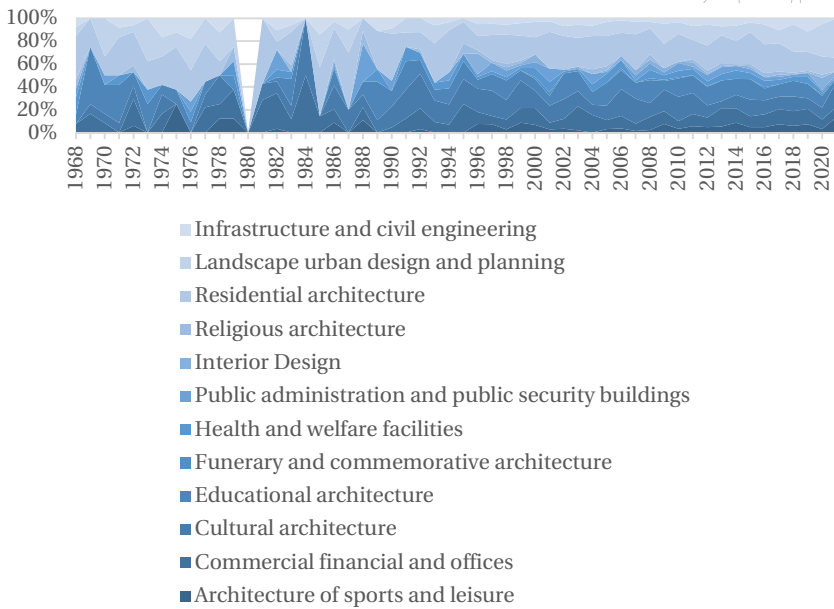 100%
80%
60%
40%
20%
0%
1968 1970 1972 1974 1976 1978 1980 1982 1984 1986 1988 1990 1992 1994 1996 1998 2000 2002 2004 2006 2008 2010 2012 2014 2016 2018 2020
Infrastructure and civil engineering
Landscape urban design and planning
Residential architecture
Religious architecture
Interior Design
Public administration and public security buildings
Health and welfare facilities
Funerary and commemorative architecture
Educational architecture
Cultural architecture
Commercial financial and offices
Architecture of sports and leisure